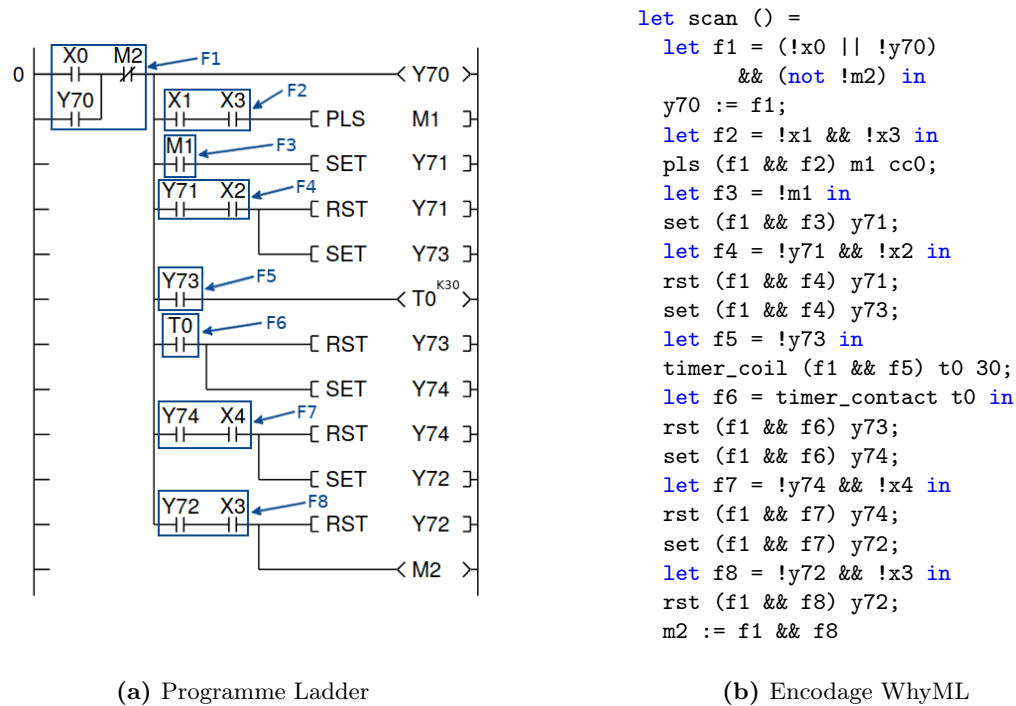 X0 M2 F1
0 Y70
Y70 X1 X3 F2
PLS M1
M1 F3
SET Y71
Y71 X2 F4
RST Y71
SET Y73
Y73 F5
T0 K30
T0 F6
RST Y73
SET Y74
Y74 X4 F7
RST Y74
SET Y72
Y72 X3 F8
RST Y72
M2
(a) Programme Ladder
let scan () =
let f1 = (!x0 || !y70)
&& (not !m2) in
y70 := f1;
let f2 = !x1 && !x3 in
pls (f1 && f2) m1 cc0;
let f3 = !m1 in
set (f1 && f3) y71;
let f4 = !y71 && !x2 in
rst (f1 && f4) y71;
set (f1 && f4) y73;
let f5 = !y73 in
timer_coil (f1 && f5) t0 30;
let f6 = timer_contact t0 in
rst (f1 && f6) y73;
set (f1 && f6) y74;
let f7 = !y74 && !x4 in
rst (f1 && f7) y74;
set (f1 && f7) y72;
let f8 = !y72 && !x3 in
rst (f1 && f8) y72;
m2 := f1 && f8
(b) Encodage WhyML